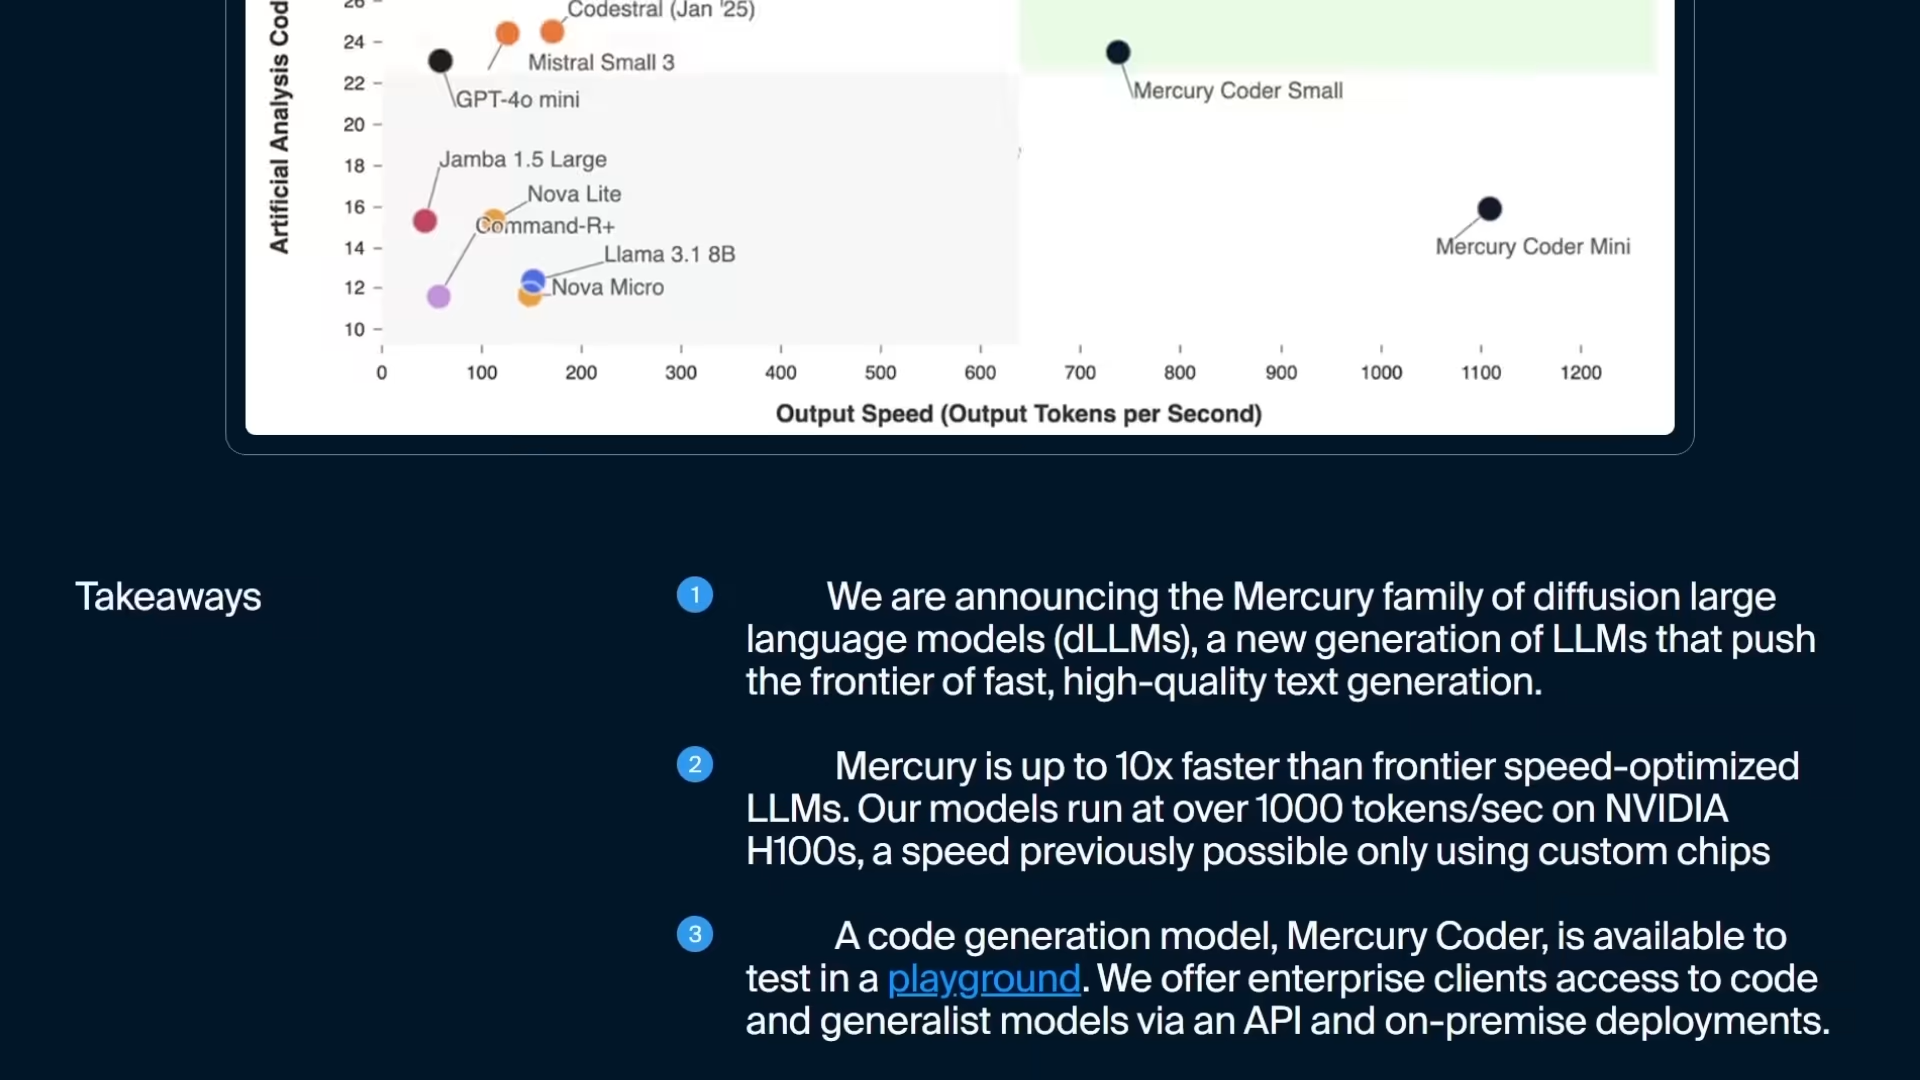 26
Codestral (Jan '25)
24
Mistral Small 3
22
GPT-4o mini
Mercury Coder Small
20
Jamba 1.5 Large
18
Nova Lite
16
Command-R+
14
Llama 3.1 8B
Mercury Coder Mini
12
Nova Micro
10
Artificial Analysis Cod
0 100 200 300 400 500 600 700 800 900 1000 1100 1200
Output Speed (Output Tokens per Second)
Takeaways
1 We are announcing the Mercury family of diffusion large
language models (dLLMs), a new generation of LLMs that push
the frontier of fast, high-quality text generation.
2 Mercury is up to 10x faster than frontier speed-optimized
LLMs. Our models run at over 1000 tokens/sec on NVIDIA
H100s, a speed previously possible only using custom chips
3 A code generation model, Mercury Coder, is available to
test in a playground. We offer enterprise clients access to code
and generalist models via an API and on-premise deployments.